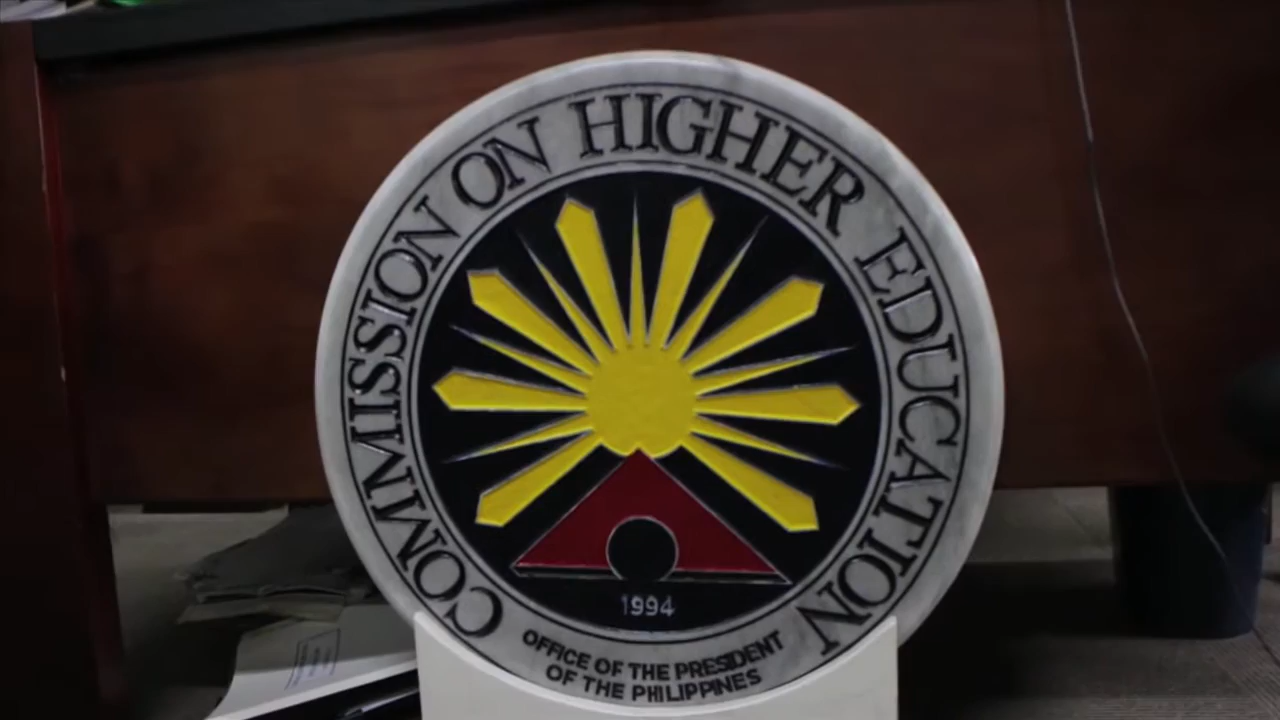 COMMISSION ON HIGHER EDUCATION
1994
OFFICE OF THE PRESIDENT
OF THE PHILIPPINES